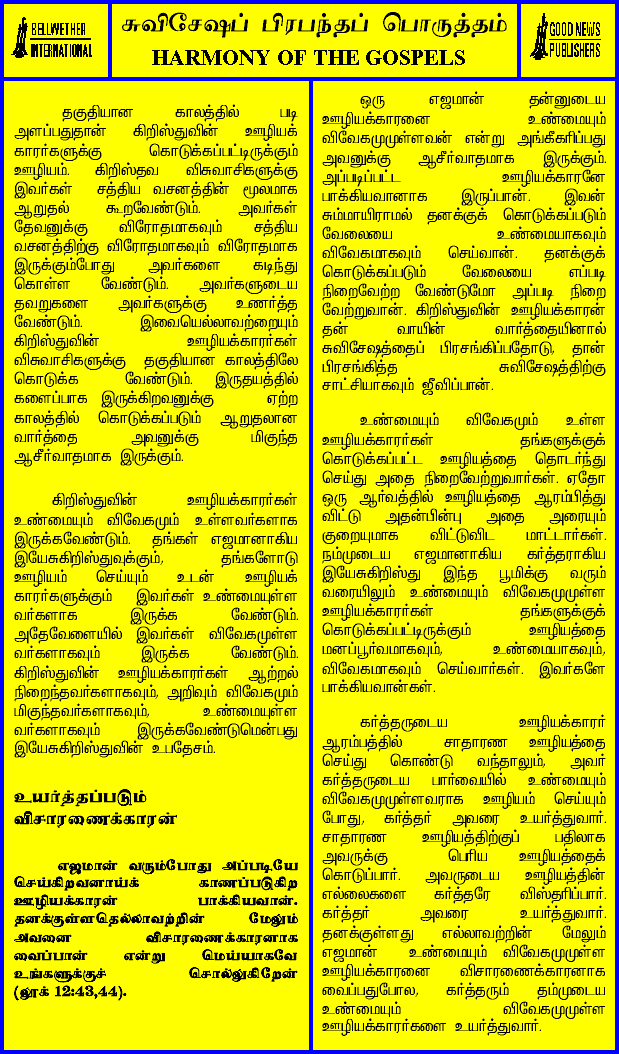 BELLWETHER
INTERNATIONAL
சுவிசேஷப் பிரபந்தப் பொருத்தம்
HARMONY OF THE GOSPELS
GOOD NEWS
PUBLISHERS
தகுதியான காலத்தில் படி
அளப்பதுதான் கிறிஸ்துவின் ஊழியக்
காரர்களுக்கு கொடுக்கப்பட்டிருக்கும்
ஊழியம். கிறிஸ்தவ விசுவாசிகளுக்கு
இவர்கள் சத்திய வசனத்தின் மூலமாக
ஆறுதல் கூறவேண்டும். அவர்கள்
தேவனுக்கு விரோதமாகவும் சத்திய
வசனத்திற்கு விரோதமாகவும் விரோதமாக
இருக்கும்போது அவர்களை கடிந்து
கொள்ள வேண்டும். அவர்களுடைய
தவறுகளை அவர்களுக்கு உணர்த்த
வேண்டும். இவையெல்லாவற்றையும்
கிறிஸ்துவின் ஊழியக்காரர்கள்
விசுவாசிகளுக்கு தகுதியான காலத்திலே
கொடுக்க வேண்டும். இருதயத்தில்
களைப்பாக இருக்கிறவனுக்கு ஏற்ற
காலத்தில் கொடுக்கப்படும் ஆறுதலான
வார்த்தை அவனுக்கு மிகுந்த
ஆசீர்வாதமாக இருக்கும்.
கிறிஸ்துவின் ஊழியக்காரர்கள்
உண்மையும் விவேகமும் உள்ளவர்களாக
இருக்கவேண்டும். தங்கள் எஜமானாகிய
இயேசுகிறிஸ்துவுக்கும், தங்களோடு
ஊழியம் செய்யும் உடன் ஊழியக்
காரர்களுக்கும் இவர்கள் உண்மையுள்ள
வர்களாக இருக்க வேண்டும்.
அதேவேளையில் இவர்கள் விவேகமுள்ள
வர்களாகவும் இருக்க வேண்டும்.
கிறிஸ்துவின் ஊழியக்காரர்கள் ஆற்றல்
நிறைந்தவர்களாகவும், அறிவும் விவேகமும்
மிகுந்தவர்களாகவும், உண்மையுள்ள
வர்களாகவும் இருக்கவேண்டுமென்பது
இயேசுகிறிஸ்துவின் உபதேசம்.
உயர்த்தப்படும்
விசாரணைக்காரன்
எஜமான் வரும்போது அப்படியே
செய்கிறவனாய்க் காணப்படுகிற
ஊழியக்காரன் பாக்கியவான்.
தனக்குள்ளதெல்லாவற்றின் மேலும்
அவனை விசாரணைக்காரனாக
வைப்பான் என்று மெய்யாகவே
உங்களுக்குச் சொல்லுகிறேன்
(லூக் 12:43,44).
ஒரு எஜமான் தன்னுடைய
ஊழியக்காரனை உண்மையும்
விவேகமுமுள்ளவன் என்று அங்கீகரிப்பது
அவனுக்கு ஆசீர்வாதமாக இருக்கும்.
அப்படிப்பட்ட ஊழியக்காரனே
பாக்கியவானாக இருப்பான். இவன்
சும்மாயிராமல் தனக்குக் கொடுக்கப்படும்
வேலையை உண்மையாகவும்
விவேகமாகவும் செய்வான். தனக்குக்
கொடுக்கப்படும் வேலையை எப்படி
நிறைவேற்ற வேண்டுமோ அப்படி நிறை
வேற்றுவான். கிறிஸ்துவின் ஊழியக்காரன்
தன் வாயின் வார்த்தையினால்
சுவிசேஷத்தைப் பிரசங்கிப்பதோடு, தான்
பிரசங்கித்த சுவிசேஷத்திற்கு
சாட்சியாகவும் ஜீவிப்பான்.
உண்மையும் விவேகமும் உள்ள
ஊழியக்காரர்கள் தங்களுக்குக்
கொடுக்கப்பட்ட ஊழியத்தை தொடர்ந்து
செய்து அதை நிறைவேற்றுவார்கள். ஏதோ
ஒரு ஆர்வத்தில் ஊழியத்தை ஆரம்பித்து
விட்டு அதன்பின்பு அதை அரையும்
குறையுமாக விட்டுவிட மாட்டார்கள்.
நம்முடைய எஜமானாகிய கர்த்தராகிய
இயேசுகிறிஸ்து இந்த பூமிக்கு வரும்
வரையிலும் உண்மையும் விவேகமுமுள்ள
ஊழியக்காரர்கள் தங்களுக்குக்
கொடுக்கப்பட்டிருக்கும் ஊழியத்தை
மனப்பூர்வமாகவும், உண்மையாகவும்,
விவேகமாகவும் செய்வார்கள். இவர்களே
பாக்கியவான்கள்.
கர்த்தருடைய ஊழியக்காரர்
ஆரம்பத்தில் சாதாரண ஊழியத்தை
செய்து கொண்டு வந்தாலும், அவர்
கர்த்தருடைய பார்வையில் உண்மையும்
விவேகமுமுள்ளவராக ஊழியம் செய்யும்
போது, கர்த்தர் அவரை உயர்த்துவார்.
சாதாரண ஊழியத்திற்குப் பதிலாக
அவருக்கு பெரிய ஊழியத்தைக்
கொடுப்பார். அவருடைய ஊழியத்தின்
எல்லைகளை கர்த்தரே விஸ்தரிப்பார்.
கர்த்தர் அவரை உயர்த்துவார்.
தனக்குள்ளது எல்லாவற்றின் மேலும்
எஜமான் உண்மையும் விவேகமுமுள்ள
ஊழியக்காரனை விசாரணைக்காரனாக
வைப்பதுபோல, கர்த்தரும் தம்முடைய
உண்மையும் விவேகமுமுள்ள
ஊழியக்காரர்களை உயர்த்துவார்.